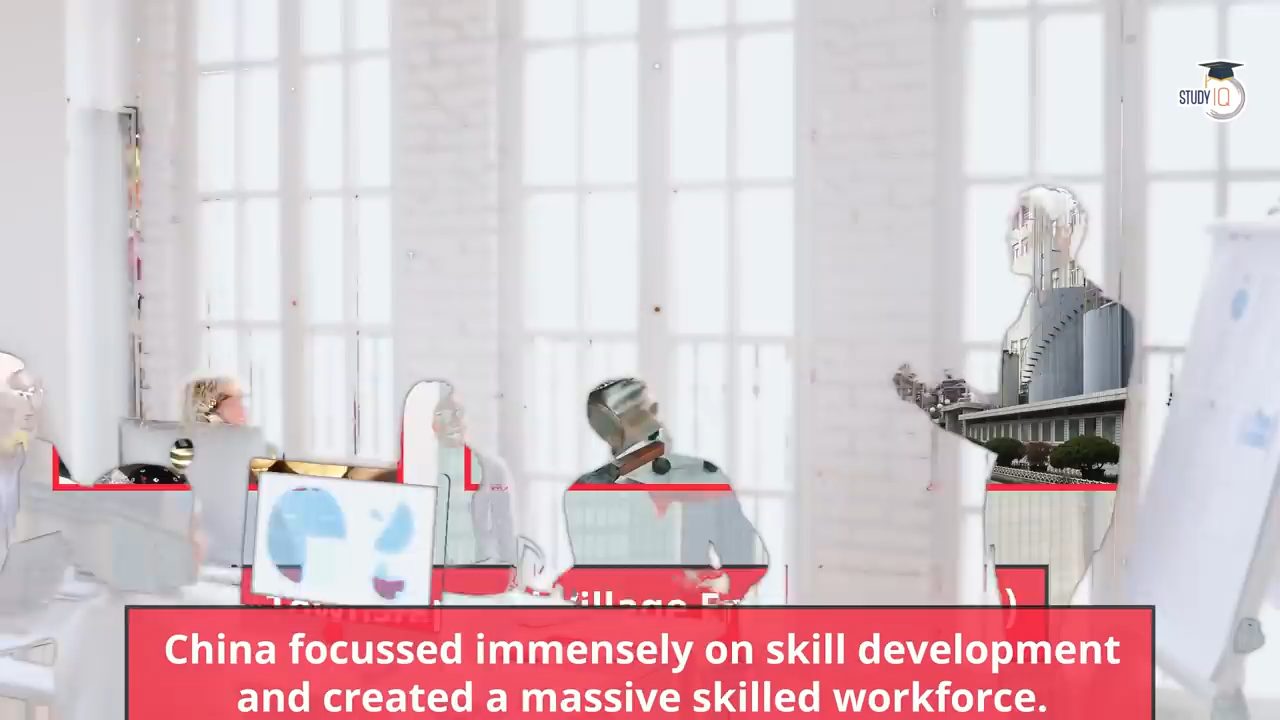 STUDY IQ
China focussed immensely on skill development
and created a massive skilled workforce.